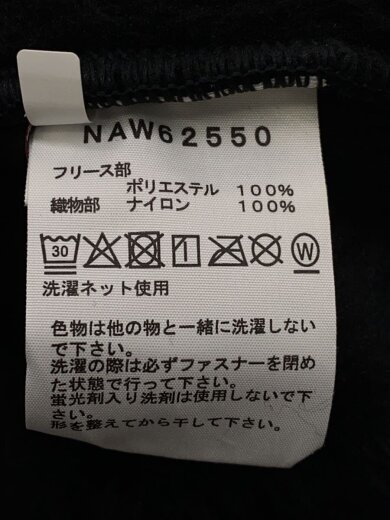 NAW62550
フリース部
ポリエステル 100%
織物部 ナイロン 100%
30 W
洗濯ネット使用
色物は他の物と一緒に洗濯しない
で下さい。
洗濯の際は必ずファスナーを閉め
た状態で行って下さい。
蛍光剤入り洗剤は使用しないで下
さい。
形を整えてから干して下さい。